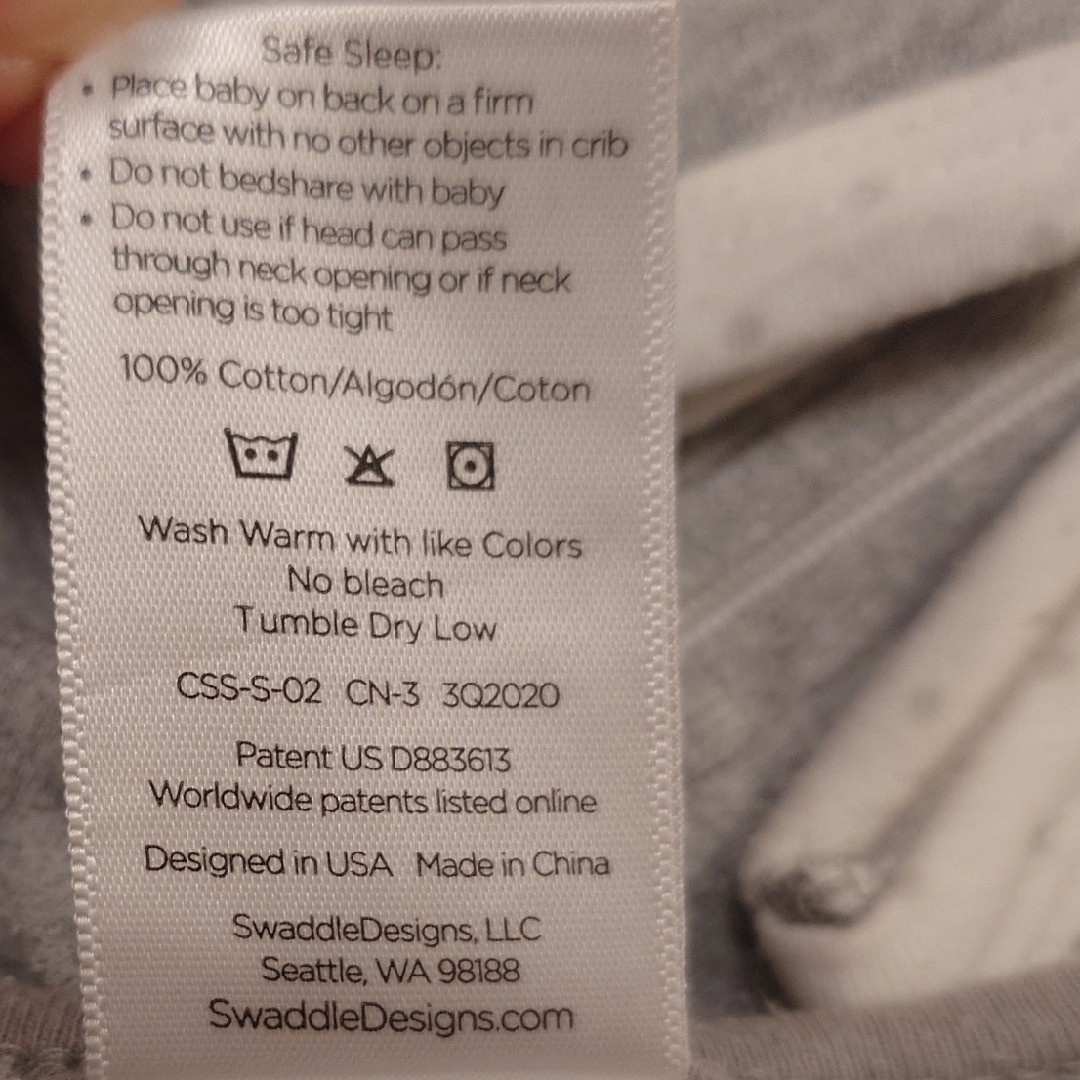 Safe Sleep:
• Place baby on back on a firm
surface with no other objects in crib
• Do not bedshare with baby
• Do not use if head can pass
through neck opening or if neck
opening is too tight
100% Cotton/Algodón/Coton
Wash Warm with like Colors
No bleach
Tumble Dry Low
CSS-S-02 CN-3 3Q2020
Patent US D883613
Worldwide patents listed online
Designed in USA Made in China
SwaddleDesigns, LLC
Seattle, WA 98188
SwaddleDesigns.com